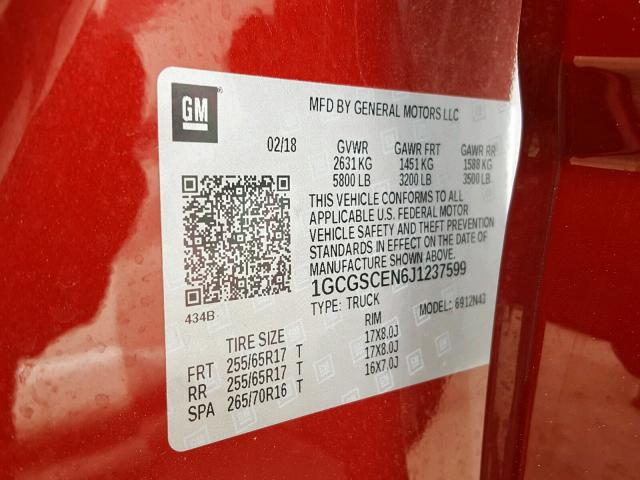 GM
MFD BY GENERAL MOTORS LLC
02/18 GVWR GAWR FRT GAWR RR
2631 KG 1451 KG 1588 KG
5800 LB 3200 LB 3500 LB
THIS VEHICLE CONFORMS TO ALL
APPLICABLE U.S. FEDERAL MOTOR
VEHICLE SAFETY AND THEFT PREVENTION
STANDARDS IN EFFECT ON THE DATE OF
MANUFACTURE SHOWN ABOVE.
1GCGSCEN6J1237599
434B TYPE: TRUCK MODEL: 6912N43
TIRE SIZE RIM
FRT 255/65R17 T 17X8.0J
RR 255/65R17 T 17X8.0J
SPA 265/70R16 T 16X7.0J